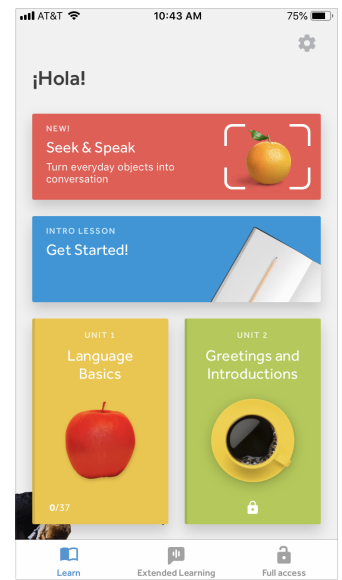 AT&T
10:43 AM
75%
¡Hola!
NEW!
Seek & Speak
Turn everyday objects into
conversation
INTRO LESSON
Get Started!
UNIT 1
Language
Basics
0/37
UNIT 2
Greetings and
Introductions
Learn
Extended Learning
Full access